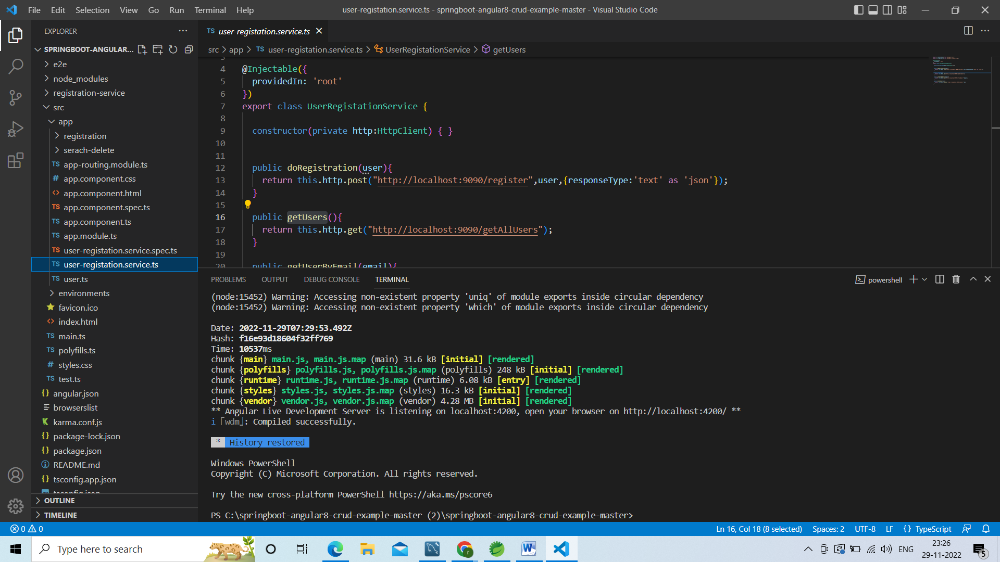 File Edit Selection View Go Run Terminal Help
user-registation.service.ts - springboot-angular8-crud-example-master - Visual Studio Code
EXPLORER
SPRINGBOOT-ANGULAR...
e2e
node_modules
registration-service
src
app
registration
serach-delete
TS app-routing.module.ts
# app.component.css
<> app.component.html
TS app.component.spec.ts
TS app.component.ts
TS app.module.ts
TS user-registation.service.spec.ts
TS user-registation.service.ts
TS user.ts
environments
favicon.ico
<> index.html
TS main.ts
TS polyfills.ts
# styles.css
TS test.ts
{} angular.json
browserslist
karma.conf.js
{} package-lock.json
{} package.json
README.md
{} tsconfig.app.json
tsconfig.json
OUTLINE
TIMELINE
TS user-registation.service.ts
src > app > TS user-registation.service.ts > UserRegistationService > getUsers
3
4 @Injectable({
5 providedIn: 'root'
6 })
7 export class UserRegistationService {
8
9 constructor(private http:HttpClient) { }
10
11
12 public doRegistration(user){
13 return this.http.post("http://localhost:9090/register",user,{responseType:'text' as 'json'});
14 }
15
16 public getUsers(){
17 return this.http.get("http://localhost:9090/getAllUsers");
18 }
19
20 public getUserByEmail(email){
PROBLEMS OUTPUT DEBUG CONSOLE TERMINAL
powershell
(node:15452) Warning: Accessing non-existent property 'uniq' of module exports inside circular dependency
(node:15452) Warning: Accessing non-existent property 'which' of module exports inside circular dependency
Date: 2022-11-29T07:29:53.492Z
Hash: f16e93d18604f32ff769
Time: 10537ms
chunk {main} main.js, main.js.map (main) 31.6 kB [initial] [rendered]
chunk {polyfills} polyfills.js, polyfills.js.map (polyfills) 248 kB [initial] [rendered]
chunk {runtime} runtime.js, runtime.js.map (runtime) 6.08 kB [entry] [rendered]
chunk {styles} styles.js, styles.js.map (styles) 16.3 kB [initial] [rendered]
chunk {vendor} vendor.js, vendor.js.map (vendor) 4.28 MB [initial] [rendered]
** Angular Live Development Server is listening on localhost:4200, open your browser on http://localhost:4200/ **
i ｢wdm｣: Compiled successfully.
* History restored
Windows PowerShell
Copyright (C) Microsoft Corporation. All rights reserved.
Try the new cross-platform PowerShell https://aka.ms/pscore6
PS C:\springboot-angular8-crud-example-master (2)\springboot-angular8-crud-example-master>
0 0
Ln 16, Col 18 (8 selected) Spaces: 2 UTF-8 LF {} TypeScript
Type here to search
ENG
23:26
29-11-2022
5